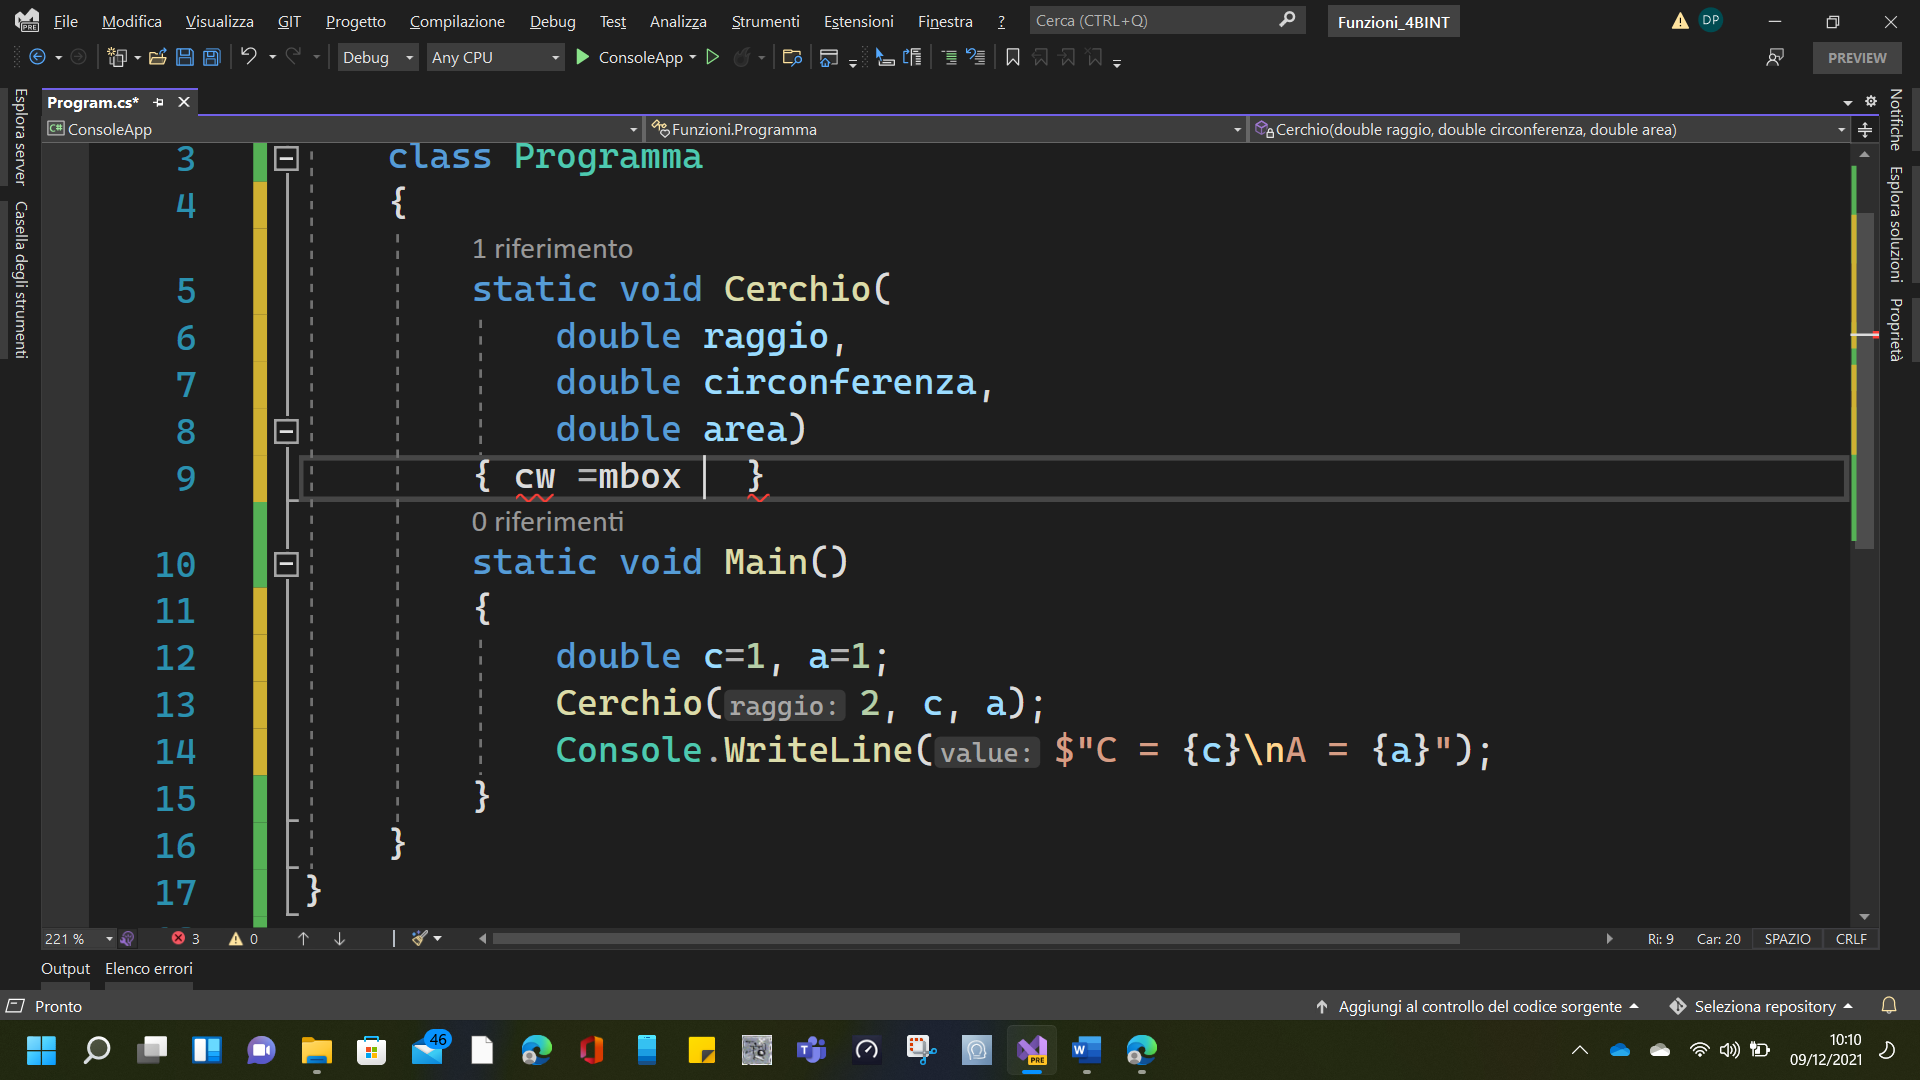 File Modifica Visualizza GIT Progetto Compilazione Debug Test Analizza Strumenti Estensioni Finestra ? Cerca (CTRL+Q) Funzioni_4BINT DP
Debug Any CPU ConsoleApp PREVIEW
Esplora server
Casella degli strumenti
Program.cs*
C# ConsoleApp Funzioni.Programma Cerchio(double raggio, double circonferenza, double area)
3 class Programma
4 {
1 riferimento
5 static void Cerchio(
6 double raggio,
7 double circonferenza,
8 double area)
9 { cw =mbox }
0 riferimenti
10 static void Main()
11 {
12 double c=1, a=1;
13 Cerchio(raggio: 2, c, a);
14 Console.WriteLine(value: $"C = {c}\nA = {a}");
15 }
16 }
17 }
Notifiche
Esplora soluzioni
Proprietà
221 % 3 0 Ri: 9 Car: 20 SPAZIO CRLF
Output Elenco errori
Pronto Aggiungi al controllo del codice sorgente Seleziona repository
46 PRE W 10:10
09/12/2021